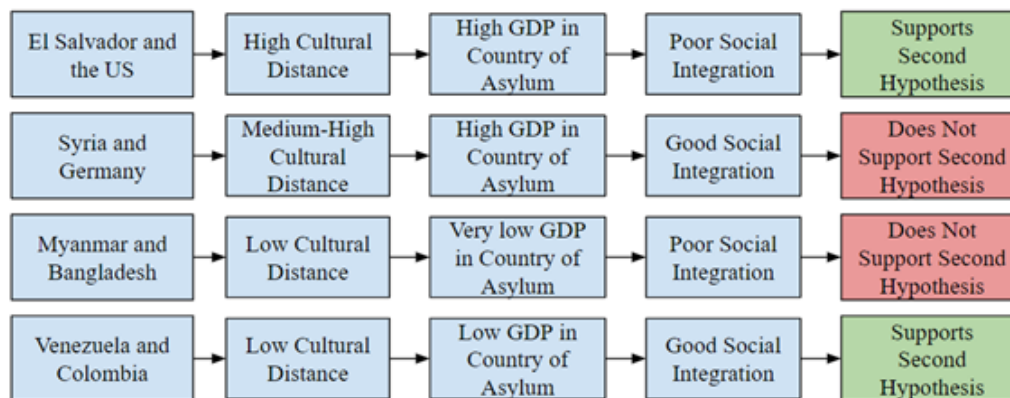 El Salvador and
the US
High Cultural
Distance
High GDP in
Country of
Asylum
Poor Social
Integration
Supports
Second
Hypothesis
Syria and
Germany
Medium-High
Cultural
Distance
High GDP in
Country of
Asylum
Good Social
Integration
Does Not
Support Second
Hypothesis
Myanmar and
Bangladesh
Low Cultural
Distance
Very low GDP
in Country of
Asylum
Poor Social
Integration
Does Not
Support Second
Hypothesis
Venezuela and
Colombia
Low Cultural
Distance
Low GDP in
Country of
Asylum
Good Social
Integration
Supports
Second
Hypothesis